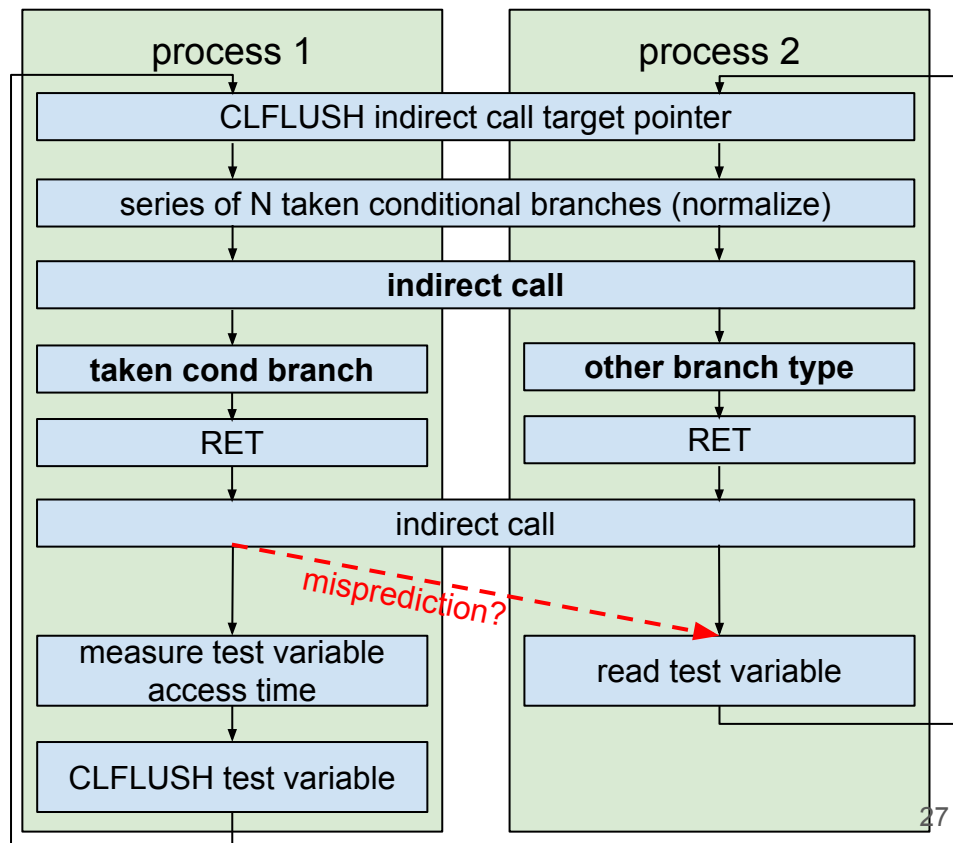 process 1
process 2
CLFLUSH indirect call target pointer
series of N taken conditional branches (normalize)
indirect call
taken cond branch
other branch type
RET
RET
indirect call
misprediction?
measure test variable
access time
read test variable
CLFLUSH test variable
27